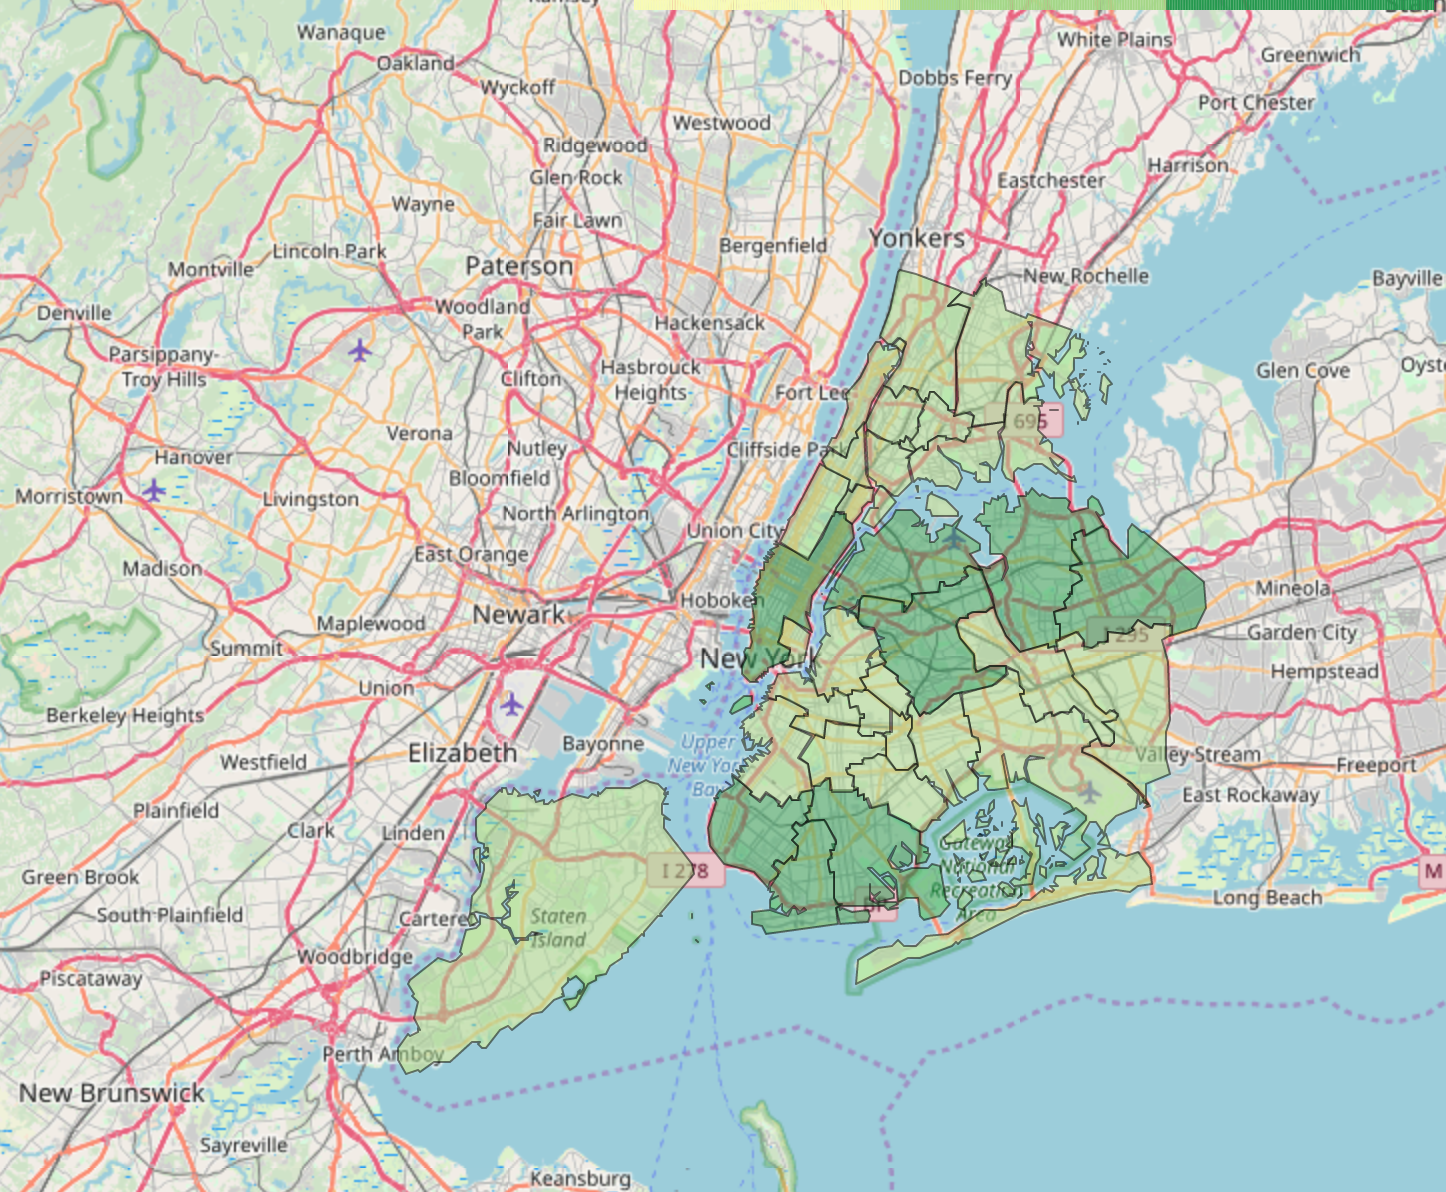 Wanaque
White Plains
Greenwich
Oakland
Dobbs Ferry
Wyckoff
Port Chester
Westwood
Ridgewood
Harrison
Glen Rock
Eastchester
Wayne
Fair Lawn
Yonkers
Bergenfield
Lincoln Park
Paterson
Montville
New Rochelle
Bayville
Woodland
Park
Denville
Hackensack
Parsippany-
Troy Hills
Hasbrouck
Heights
Glen Cove
Clifton
Fort Lee
695
Verona
Nutley
Cliffside Park
Hanover
Bloomfield
Morristown
Livingston
North Arlington
Union City
East Orange
Madison
Mineola
Hoboken
Newark
Maplewood
I 295
Garden City
Summit
New York
Hempstead
Union
Berkeley Heights
Upper
New York
Bay
Bayonne
Elizabeth
Valley Stream
Westfield
Freeport
East Rockaway
Plainfield
Clark
Linden
Gateway
National
Recreation
Area
I 278
M
Green Brook
Long Beach
South Plainfield
Staten
Island
Woodbridge
Piscataway
Perth Amboy
New Brunswick
Sayreville
Keansburg